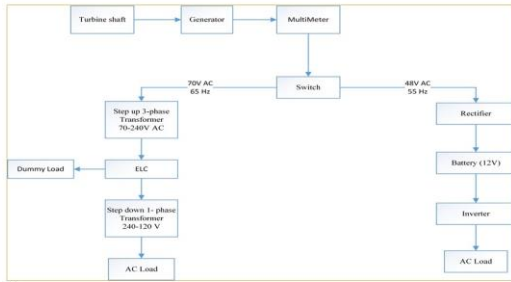 Turbine shaft
Generator
MultiMeter
70V AC
65 Hz
Switch
48V AC
55 Hz
Step up 3-phase
Transformer
70-240V AC
Rectifier
Dummy Load
ELC
Battery (12V)
Step down 1- phase
Transformer
240-120 V
Inverter
AC Load
AC Load